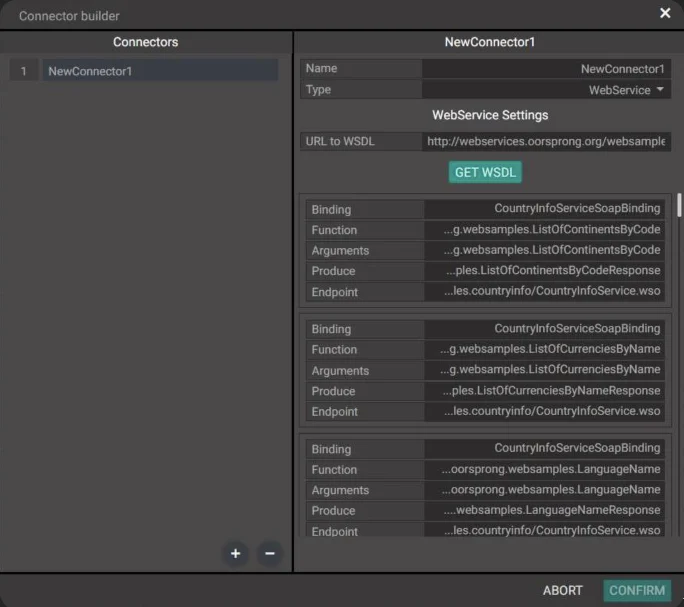 Connector builder
Connectors
1 NewConnector1
NewConnector1
Name NewConnector1
Type WebService
WebService Settings
URL to WSDL http://webservices.oorsprong.org/websample
GET WSDL
Binding CountryInfoServiceSoapBinding
Function ...g.websamples.ListOfContinentsByCode
Arguments ...g.websamples.ListOfContinentsByCode
Produce ...ples.ListOfContinentsByCodeResponse
Endpoint ...les.countryinfo/CountryInfoService.wso
Binding CountryInfoServiceSoapBinding
Function ...g.websamples.ListOfCurrenciesByName
Arguments ...g.websamples.ListOfCurrenciesByName
Produce ...ples.ListOfCurrenciesByNameResponse
Endpoint ...les.countryinfo/CountryInfoService.wso
Binding CountryInfoServiceSoapBinding
Function ...oorsprong.websamples.LanguageName
Arguments ...oorsprong.websamples.LanguageName
Produce ....websamples.LanguageNameResponse
Endpoint ...les.countryinfo/CountryInfoService.wso
ABORT CONFIRM